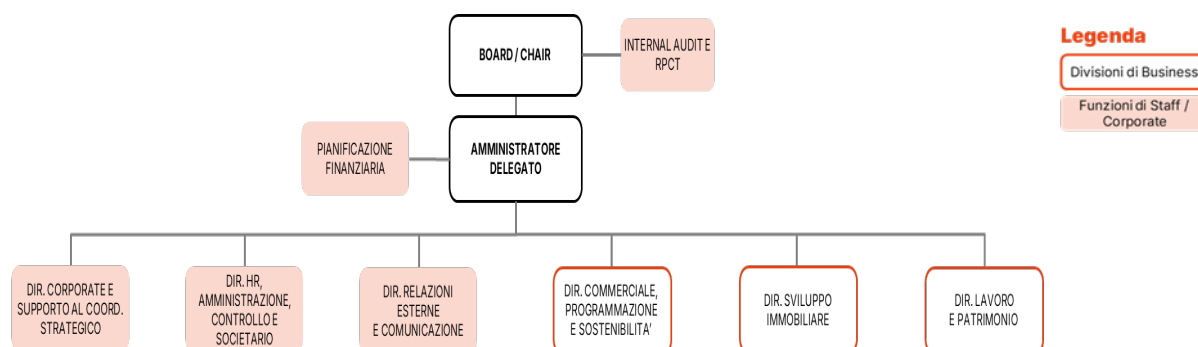 BOARD / CHAIR
INTERNAL AUDIT E
RPCT
Legenda
Divisioni di Business
Funzioni di Staff /
Corporate
PIANIFICAZIONE
FINANZIARIA
AMMINISTRATORE
DELEGATO
DIR. CORPORATE E
SUPPORTO AL COORD.
STRATEGICO
DIR. HR,
AMMINISTRAZIONE,
CONTROLLO E
SOCIETARIO
DIR. RELAZIONI
ESTERNE
E COMUNICAZIONE
DIR. COMMERCIALE,
PROGRAMMAZIONE
E SOSTENIBILITA’
DIR. SVILUPPO
IMMOBILIARE
DIR. LAVORO
E PATRIMONIO